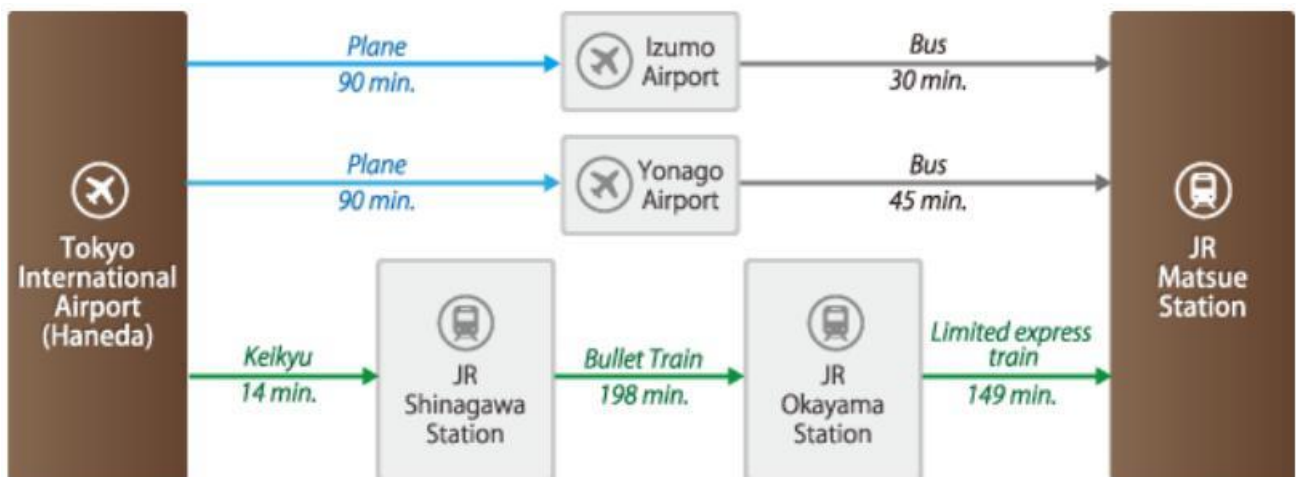 Tokyo
International
Airport
(Haneda)
Plane
90 min.
Izumo
Airport
Bus
30 min.
Plane
90 min.
Yonago
Airport
Bus
45 min.
Keikyu
14 min.
JR
Shinagawa
Station
Bullet Train
198 min.
JR
Okayama
Station
Limited express
train
149 min.
JR
Matsue
Station